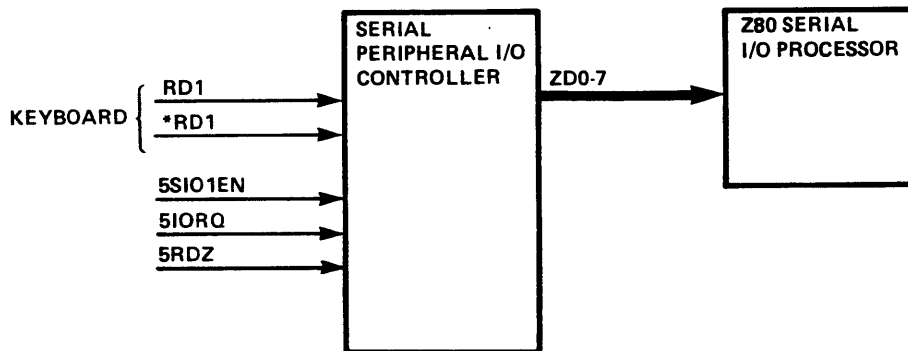 SERIAL
PERIPHERAL I/O
CONTROLLER
Z80 SERIAL
I/O PROCESSOR
ZD0-7
KEYBOARD
RD1
*RD1
5SIO1EN
5IORQ
5RDZ